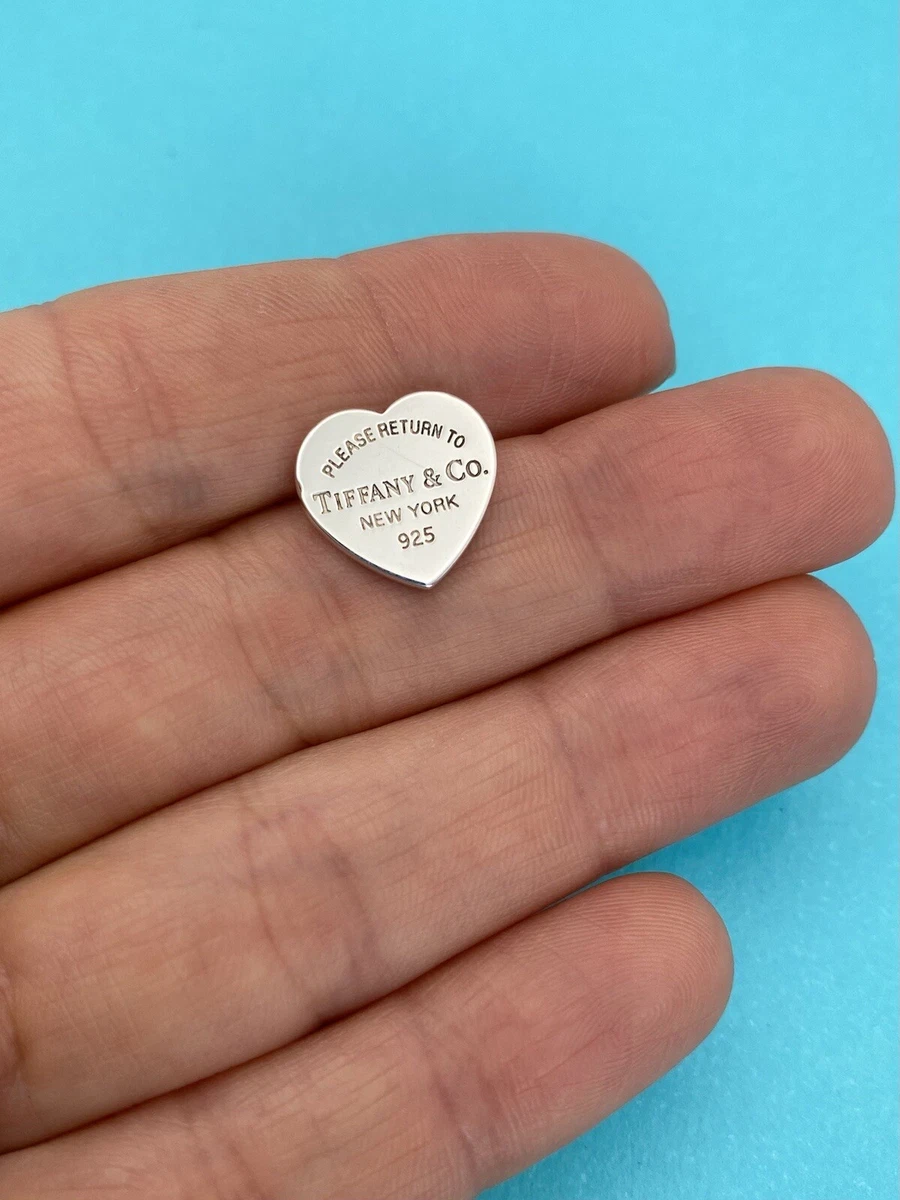 PLEASE RETURN TO
TIFFANY & CO.
NEW YORK
925